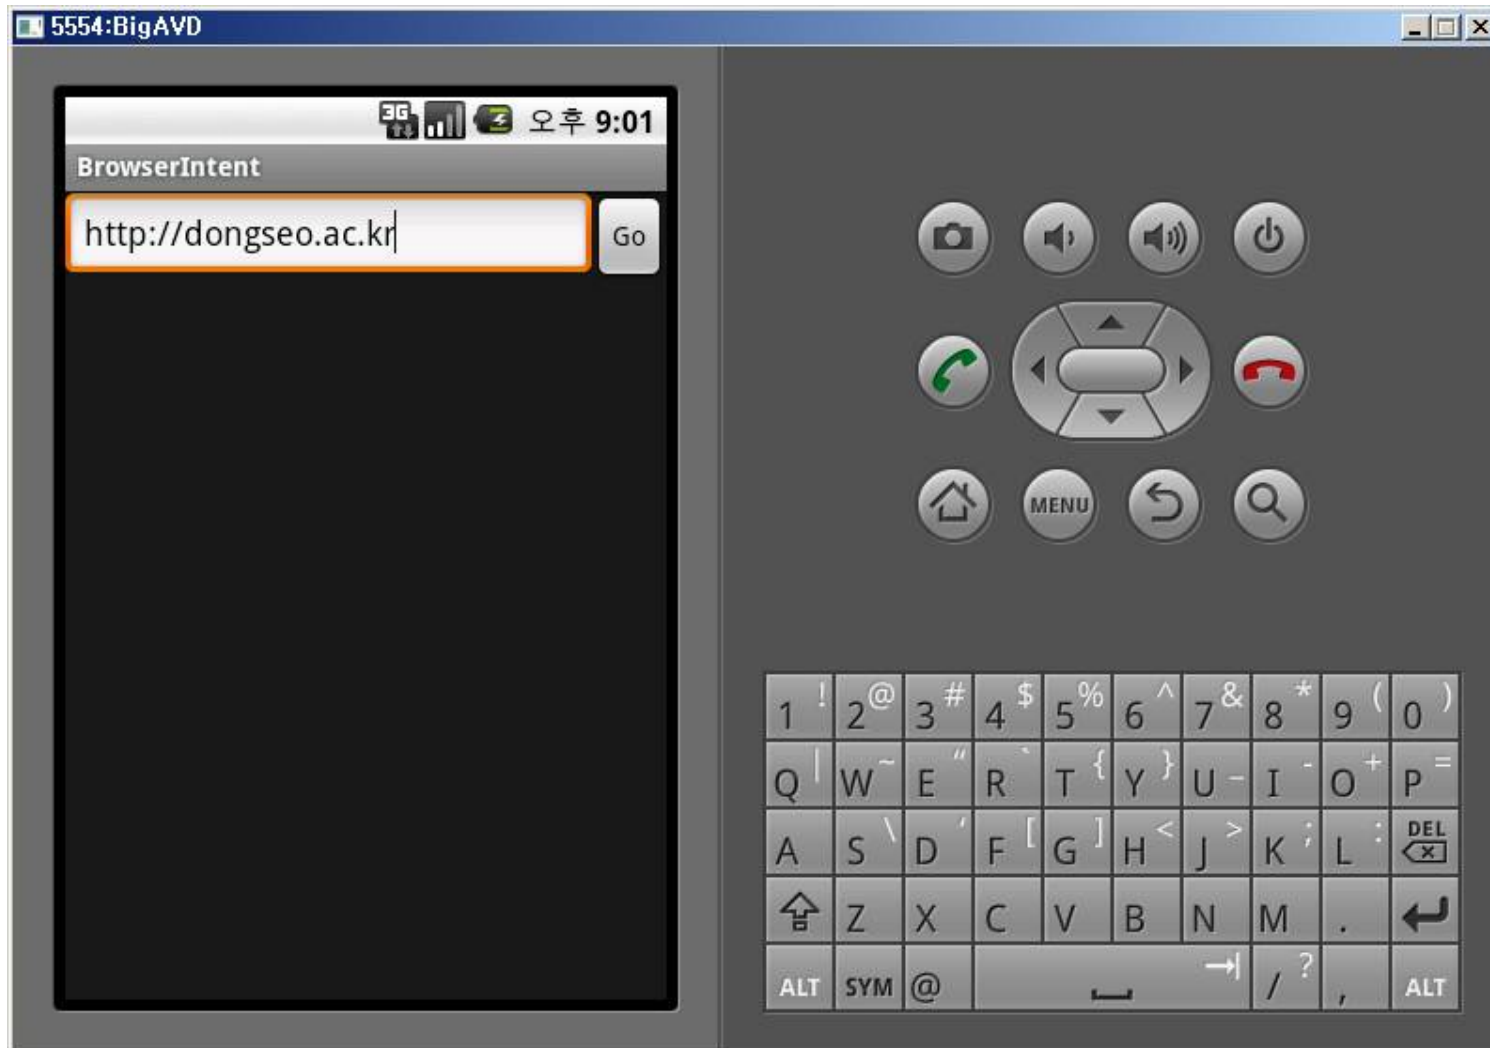 5554:BigAVD
3G 오후 9:01
BrowserIntent
http://dongseo.ac.kr
Go
MENU
1 ! 2 @ 3 # 4 $ 5 % 6 ^ 7 & 8 * 9 ( 0 )
Q | W ~ E “ R ` T { Y } U _ I - O + P =
A S \ D ‘ F [ G ] H < J > K ; L : DEL
Z X C V B N M .
ALT SYM @ / ? , ALT